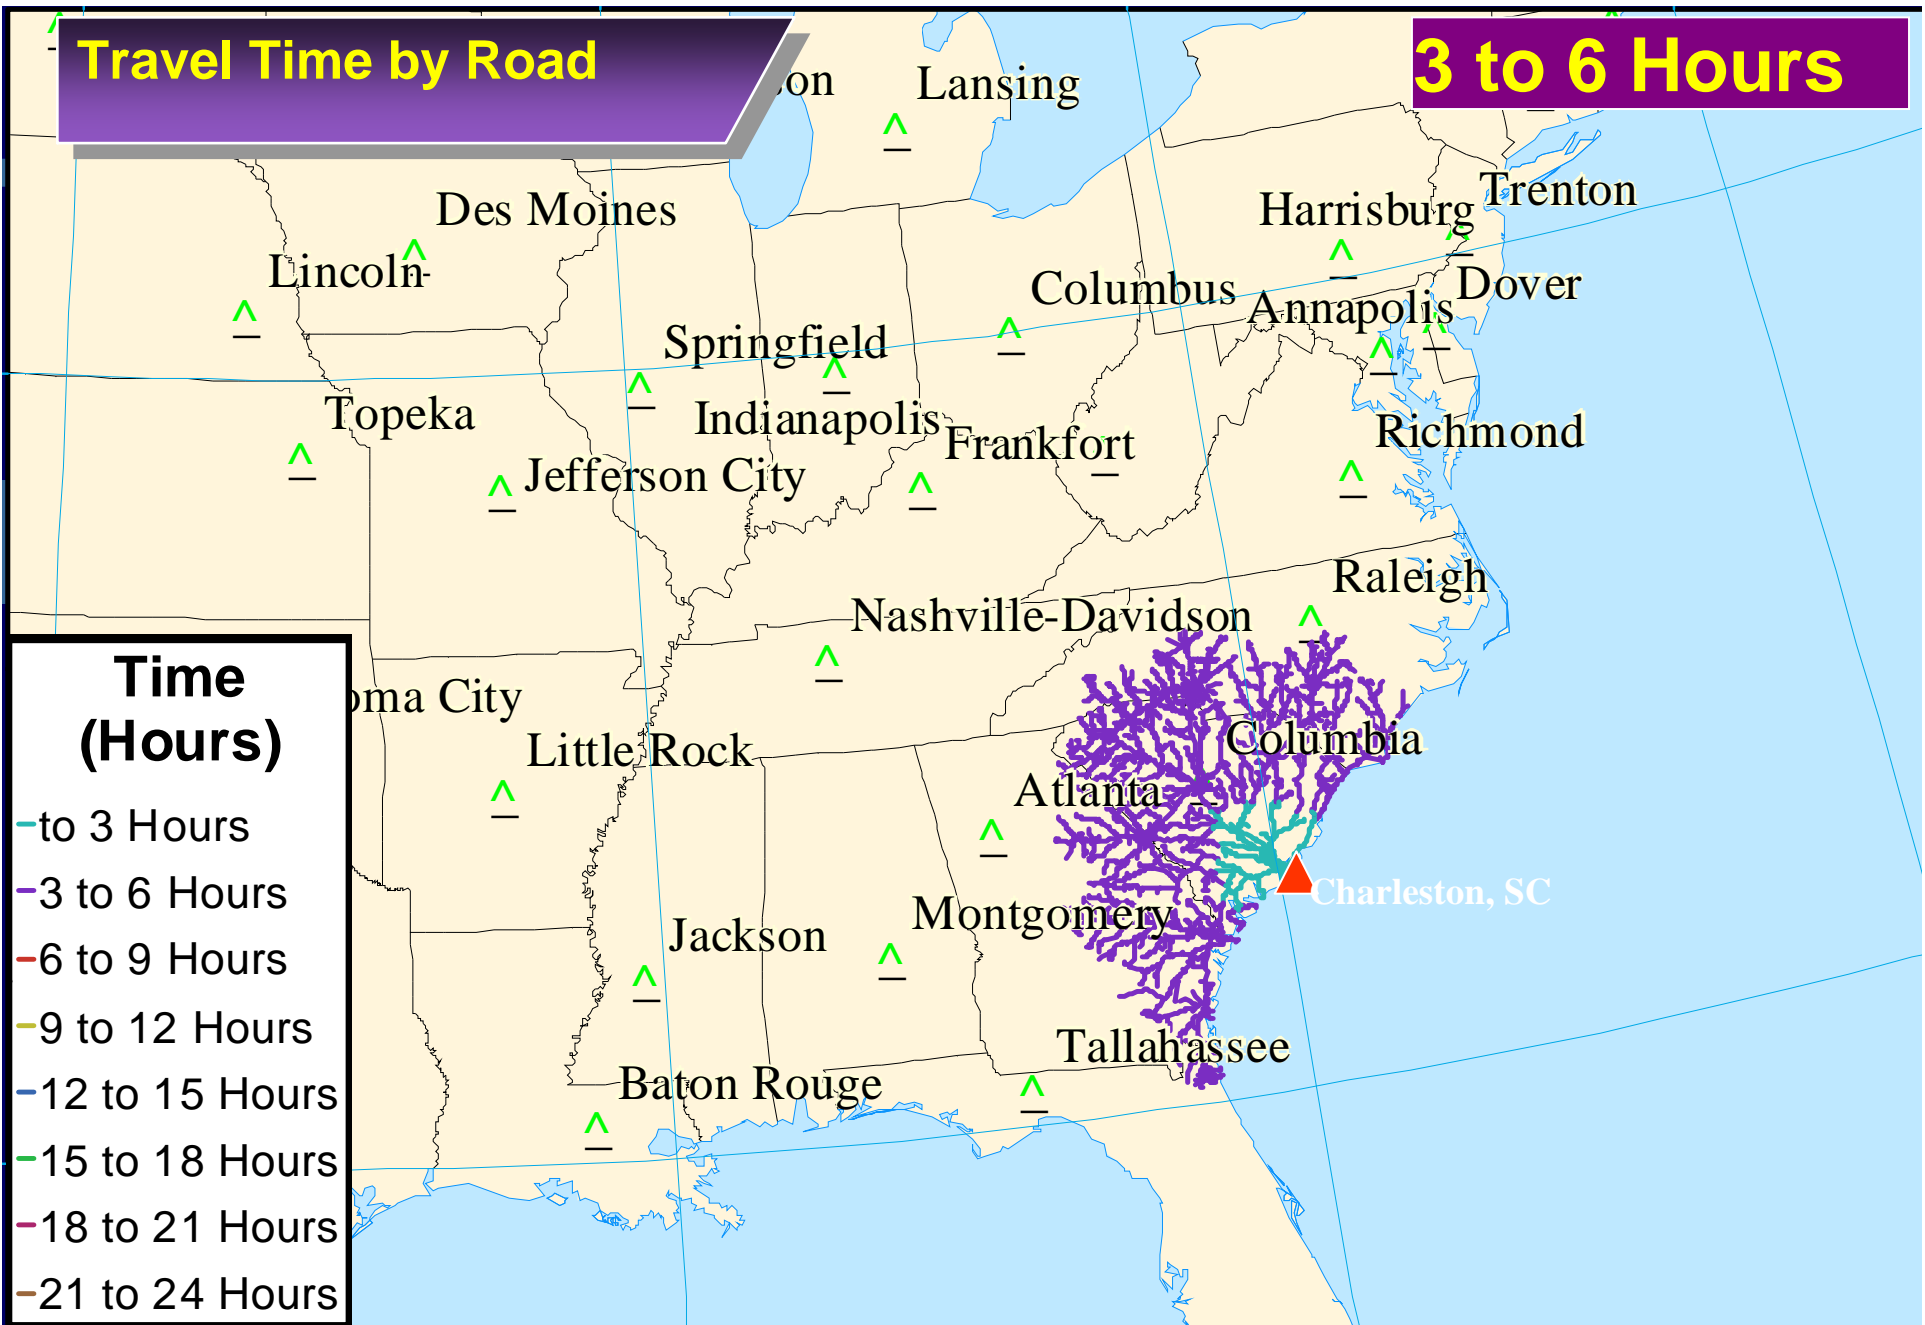 Travel Time by Road
3 to 6 Hours
son
Lansing
Des Moines
Harrisburg
Trenton
Lincoln
Columbus
Annapolis
Dover
Springfield
Topeka
Indianapolis
Frankfort
Richmond
Jefferson City
Raleigh
Nashville-Davidson
oma City
Little Rock
Columbia
Atlanta
Charleston, SC
Montgomery
Jackson
Tallahassee
Baton Rouge
Time
(Hours)
to 3 Hours
3 to 6 Hours
6 to 9 Hours
9 to 12 Hours
12 to 15 Hours
15 to 18 Hours
18 to 21 Hours
21 to 24 Hours